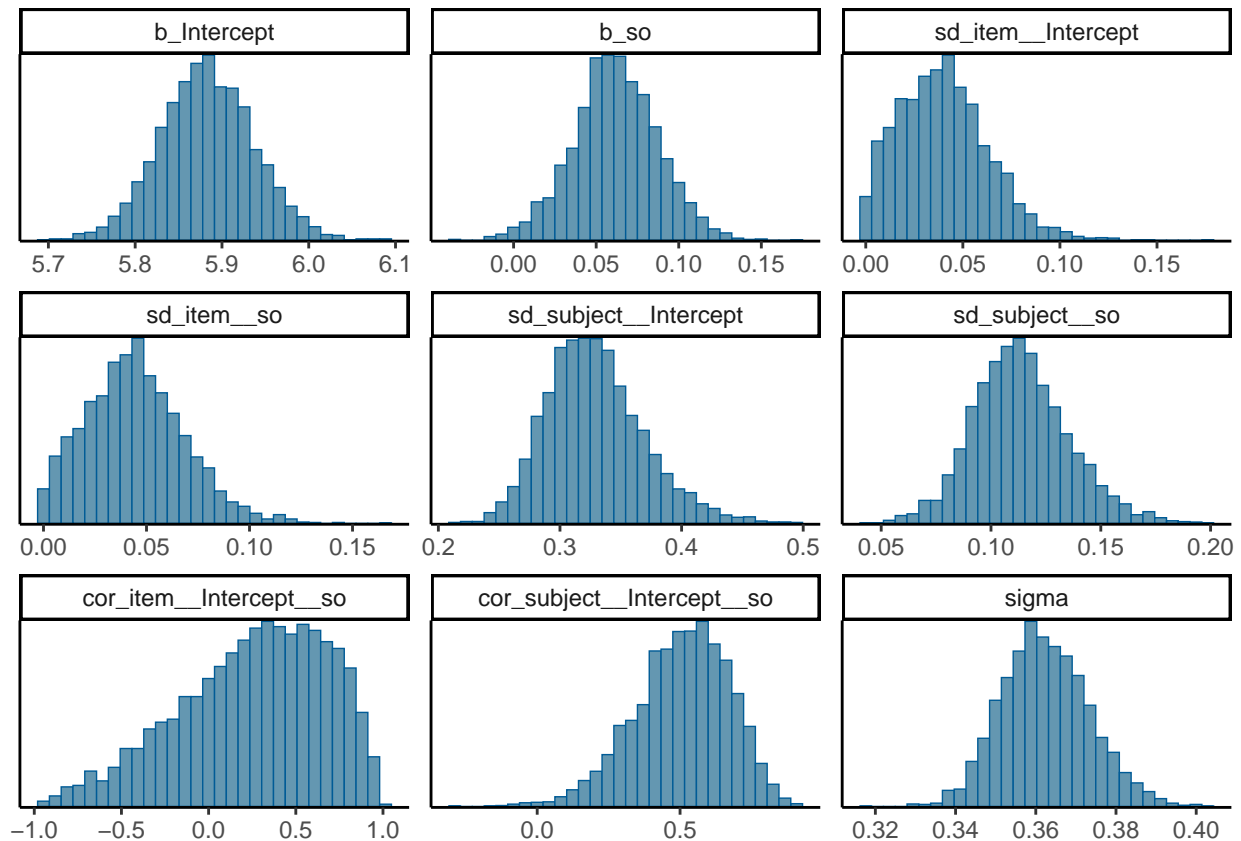 b_Intercept b_so sd_item__Intercept
5.7 5.8 5.9 6.0 6.1 0.00 0.05 0.10 0.15 0.00 0.05 0.10 0.15
sd_item__so sd_subject__Intercept sd_subject__so
0.00 0.05 0.10 0.15 0.2 0.3 0.4 0.5 0.05 0.10 0.15 0.20
cor_item__Intercept__so cor_subject__Intercept__so sigma
−1.0 −0.5 0.0 0.5 1.0 0.0 0.5 0.32 0.34 0.36 0.38 0.40